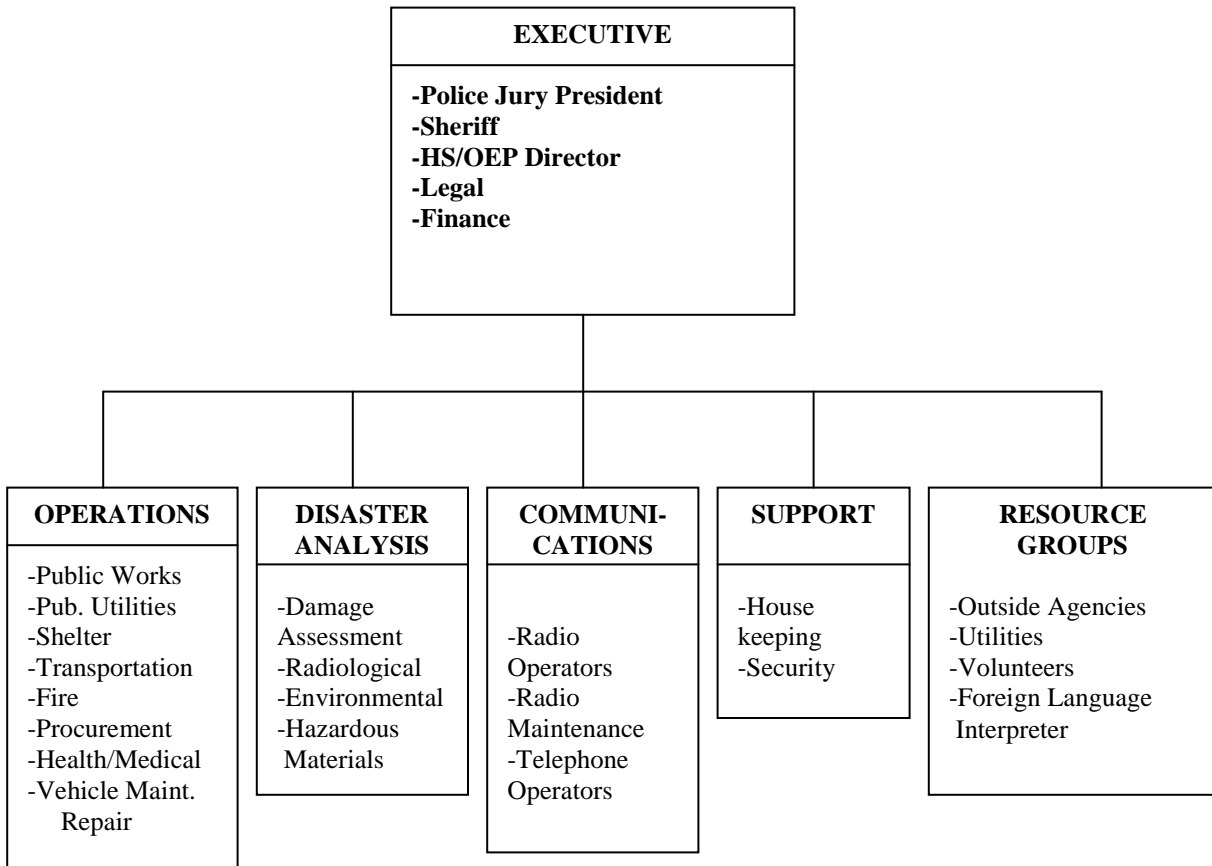 EXECUTIVE
-Police Jury President
-Sheriff
-HS/OEP Director
-Legal
-Finance
OPERATIONS
-Public Works
-Pub. Utilities
-Shelter
-Transportation
-Fire
-Procurement
-Health/Medical
-Vehicle Maint.
Repair
DISASTER
ANALYSIS
-Damage
Assessment
-Radiological
-Environmental
-Hazardous
Materials
COMMUNI-
CATIONS
-Radio
Operators
-Radio
Maintenance
-Telephone
Operators
SUPPORT
-House
keeping
-Security
RESOURCE
GROUPS
-Outside Agencies
-Utilities
-Volunteers
-Foreign Language
Interpreter